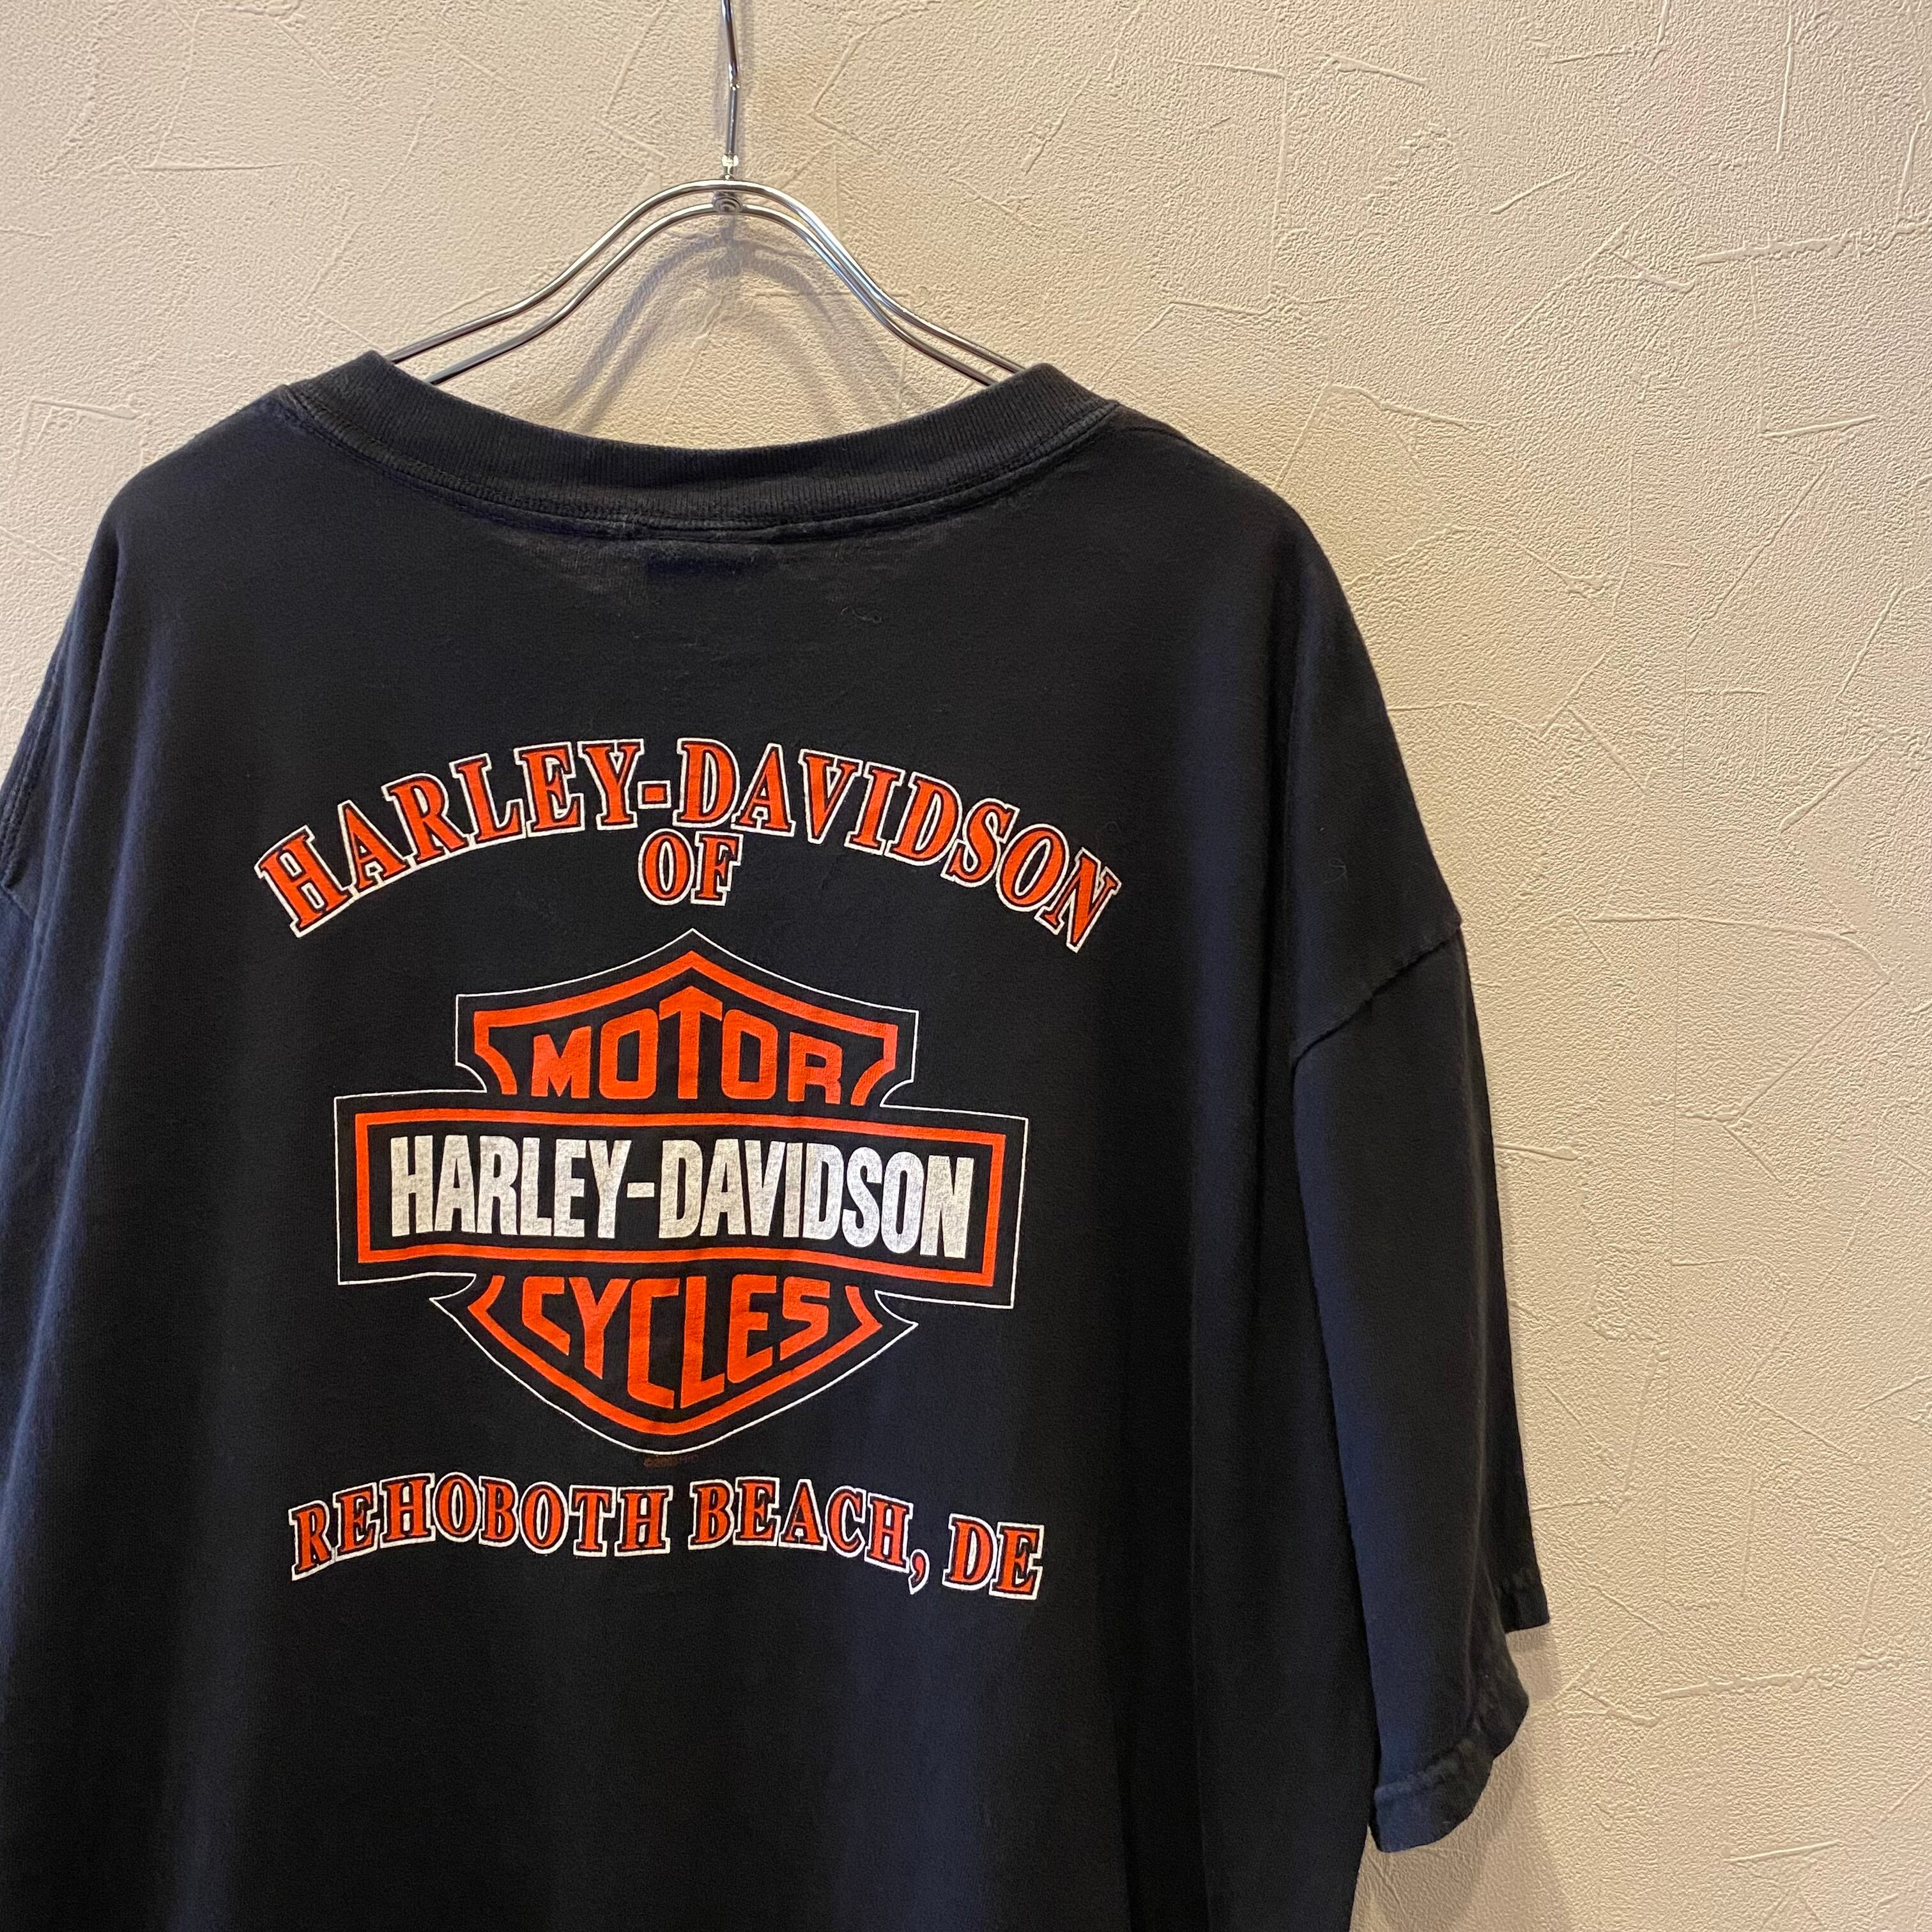 HARLEY-DAVIDSON
OF
MOTOR
HARLEY-DAVIDSON
CYCLES
REHOBOTH BEACH, DE